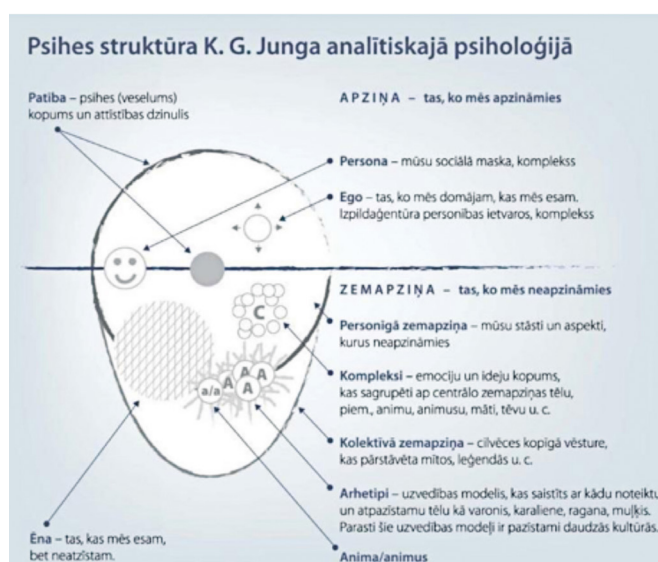 Psihes struktūra K. G. Junga analītiskajā psiholoģijā
Patība – psihes (veselums)
kopums un attīstības dzinulis
APZIŅA – tas, ko mēs apzināmies
Persona – mūsu sociālā maska, komplekss
Ego – tas, ko mēs domājam, kas mēs esam.
Izpildaģentūra personības ietvaros, komplekss
ZEMAPZIŅA – tas, ko mēs neapzināmies
C
Personīgā zemapziņa – mūsu stāsti un aspekti,
kurus neapzināmies
Kompleksi – emociju un ideju kopums,
kas sagrupēti ap centrālo zemapziņas tēlu,
piem., animu, animusu, māti, tēvu u. c.
a/a
A
A
A
A
Kolektīvā zemapziņa – cilvēces kopīgā vēsture,
kas pārstāvēta mītos, leģendās u. c.
Arhetipi – uzvedības modelis, kas saistīts ar kādu noteiktu
un atpazīstamu tēlu kā varonis, karaliene, ragana, muļķis.
Parasti šie uzvedības modeļi ir pazīstami daudzās kultūrās.
Ēna – tas, kas mēs esam,
bet neatzīstam.
Anima/animus